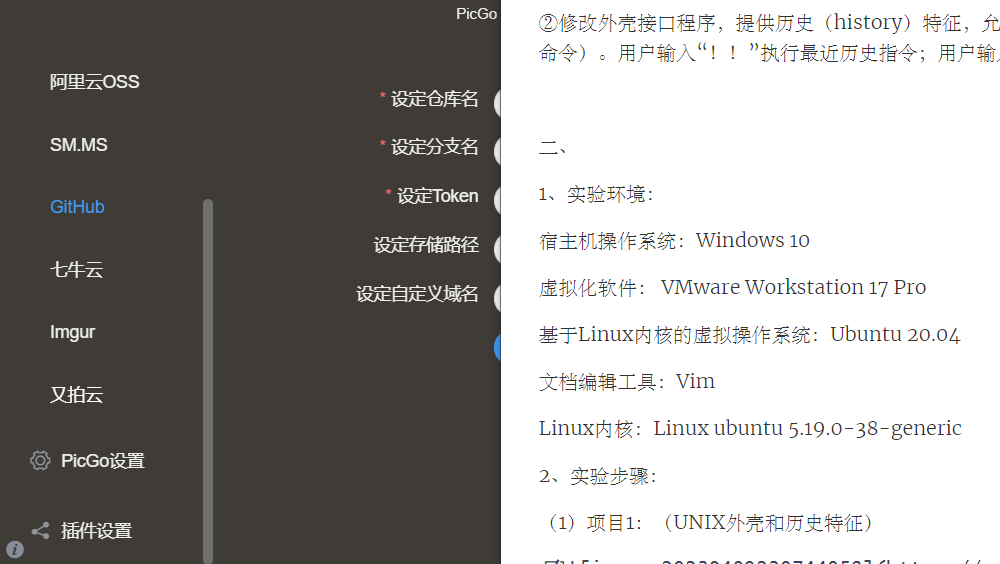 PicGo
阿里云OSS
SM.MS
GitHub
七牛云
Imgur
又拍云
PicGo设置
插件设置
* 设定仓库名
* 设定分支名
* 设定Token
设定存储路径
设定自定义域名
②修改外壳接口程序，提供历史（history）特征，允
命令）。用户输入“！！”执行最近历史指令；用户输入
二、
1、实验环境：
宿主机操作系统：Windows 10
虚拟化软件： VMware Workstation 17 Pro
基于Linux内核的虚拟操作系统：Ubuntu 20.04
文档编辑工具：Vim
Linux内核：Linux ubuntu 5.19.0-38-generic
2、实验步骤：
（1）项目1：（UNIX外壳和历史特征）